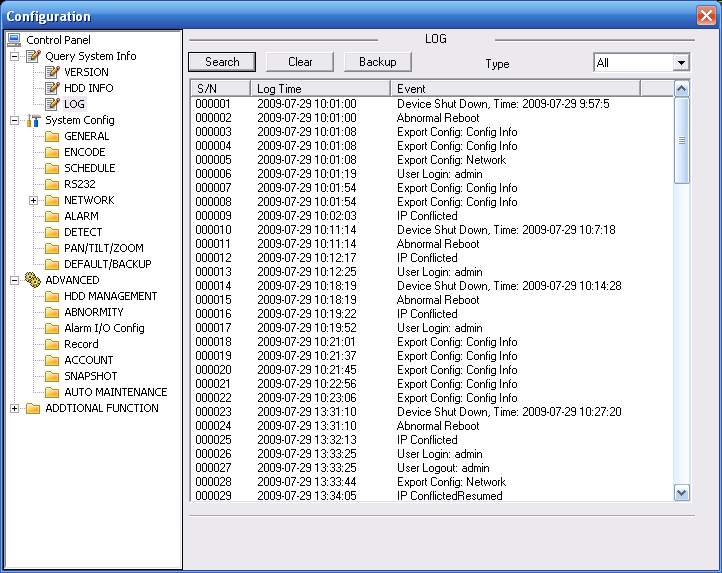 Configuration
Control Panel
Query System Info
VERSION
HDD INFO
LOG
System Config
GENERAL
ENCODE
SCHEDULE
RS232
NETWORK
ALARM
DETECT
PAN/TILT/ZOOM
DEFAULT/BACKUP
ADVANCED
HDD MANAGEMENT
ABNORMITY
Alarm I/O Config
Record
ACCOUNT
SNAPSHOT
AUTO MAINTENANCE
ADDTIONAL FUNCTION
LOG
Search Clear Backup Type All
S/N Log Time Event
000001 2009-07-29 10:01:00 Device Shut Down, Time: 2009-07-29 9:57:5
000002 2009-07-29 10:01:00 Abnormal Reboot
000003 2009-07-29 10:01:08 Export Config: Config Info
000004 2009-07-29 10:01:08 Export Config: Config Info
000005 2009-07-29 10:01:08 Export Config: Network
000006 2009-07-29 10:01:19 User Login: admin
000007 2009-07-29 10:01:54 Export Config: Config Info
000008 2009-07-29 10:01:54 Export Config: Config Info
000009 2009-07-29 10:02:03 IP Conflicted
000010 2009-07-29 10:11:14 Device Shut Down, Time: 2009-07-29 10:7:18
000011 2009-07-29 10:11:14 Abnormal Reboot
000012 2009-07-29 10:12:17 IP Conflicted
000013 2009-07-29 10:12:25 User Login: admin
000014 2009-07-29 10:18:19 Device Shut Down, Time: 2009-07-29 10:14:28
000015 2009-07-29 10:18:19 Abnormal Reboot
000016 2009-07-29 10:19:22 IP Conflicted
000017 2009-07-29 10:19:52 User Login: admin
000018 2009-07-29 10:21:01 Export Config: Config Info
000019 2009-07-29 10:21:37 Export Config: Config Info
000020 2009-07-29 10:21:45 Export Config: Config Info
000021 2009-07-29 10:22:56 Export Config: Config Info
000022 2009-07-29 10:23:06 Export Config: Config Info
000023 2009-07-29 13:31:10 Device Shut Down, Time: 2009-07-29 10:27:20
000024 2009-07-29 13:31:10 Abnormal Reboot
000025 2009-07-29 13:32:13 IP Conflicted
000026 2009-07-29 13:33:25 User Login: admin
000027 2009-07-29 13:33:25 User Logout: admin
000028 2009-07-29 13:33:44 Export Config: Network
000029 2009-07-29 13:34:05 IP ConflictedResumed